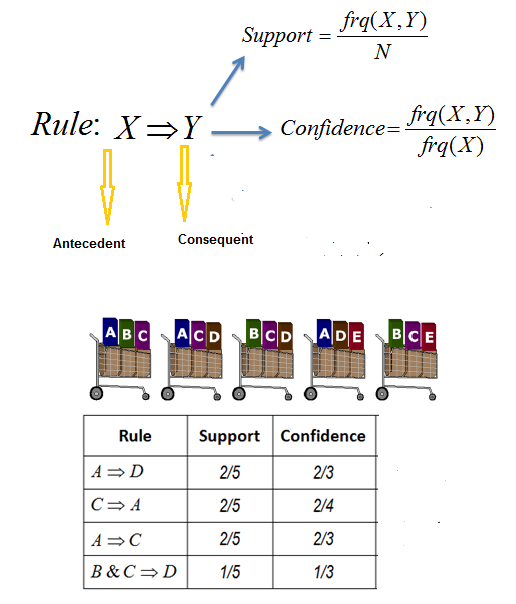 Support = frq(X,Y) / N
Rule: X ⇒ Y
Confidence = frq(X,Y) / frq(X)
Antecedent
Consequent
A B C
A C D
B C D
A D E
B C E
Rule Support Confidence
A ⇒ D 2/5 2/3
C ⇒ A 2/5 2/4
A ⇒ C 2/5 2/3
B & C ⇒ D 1/5 1/3